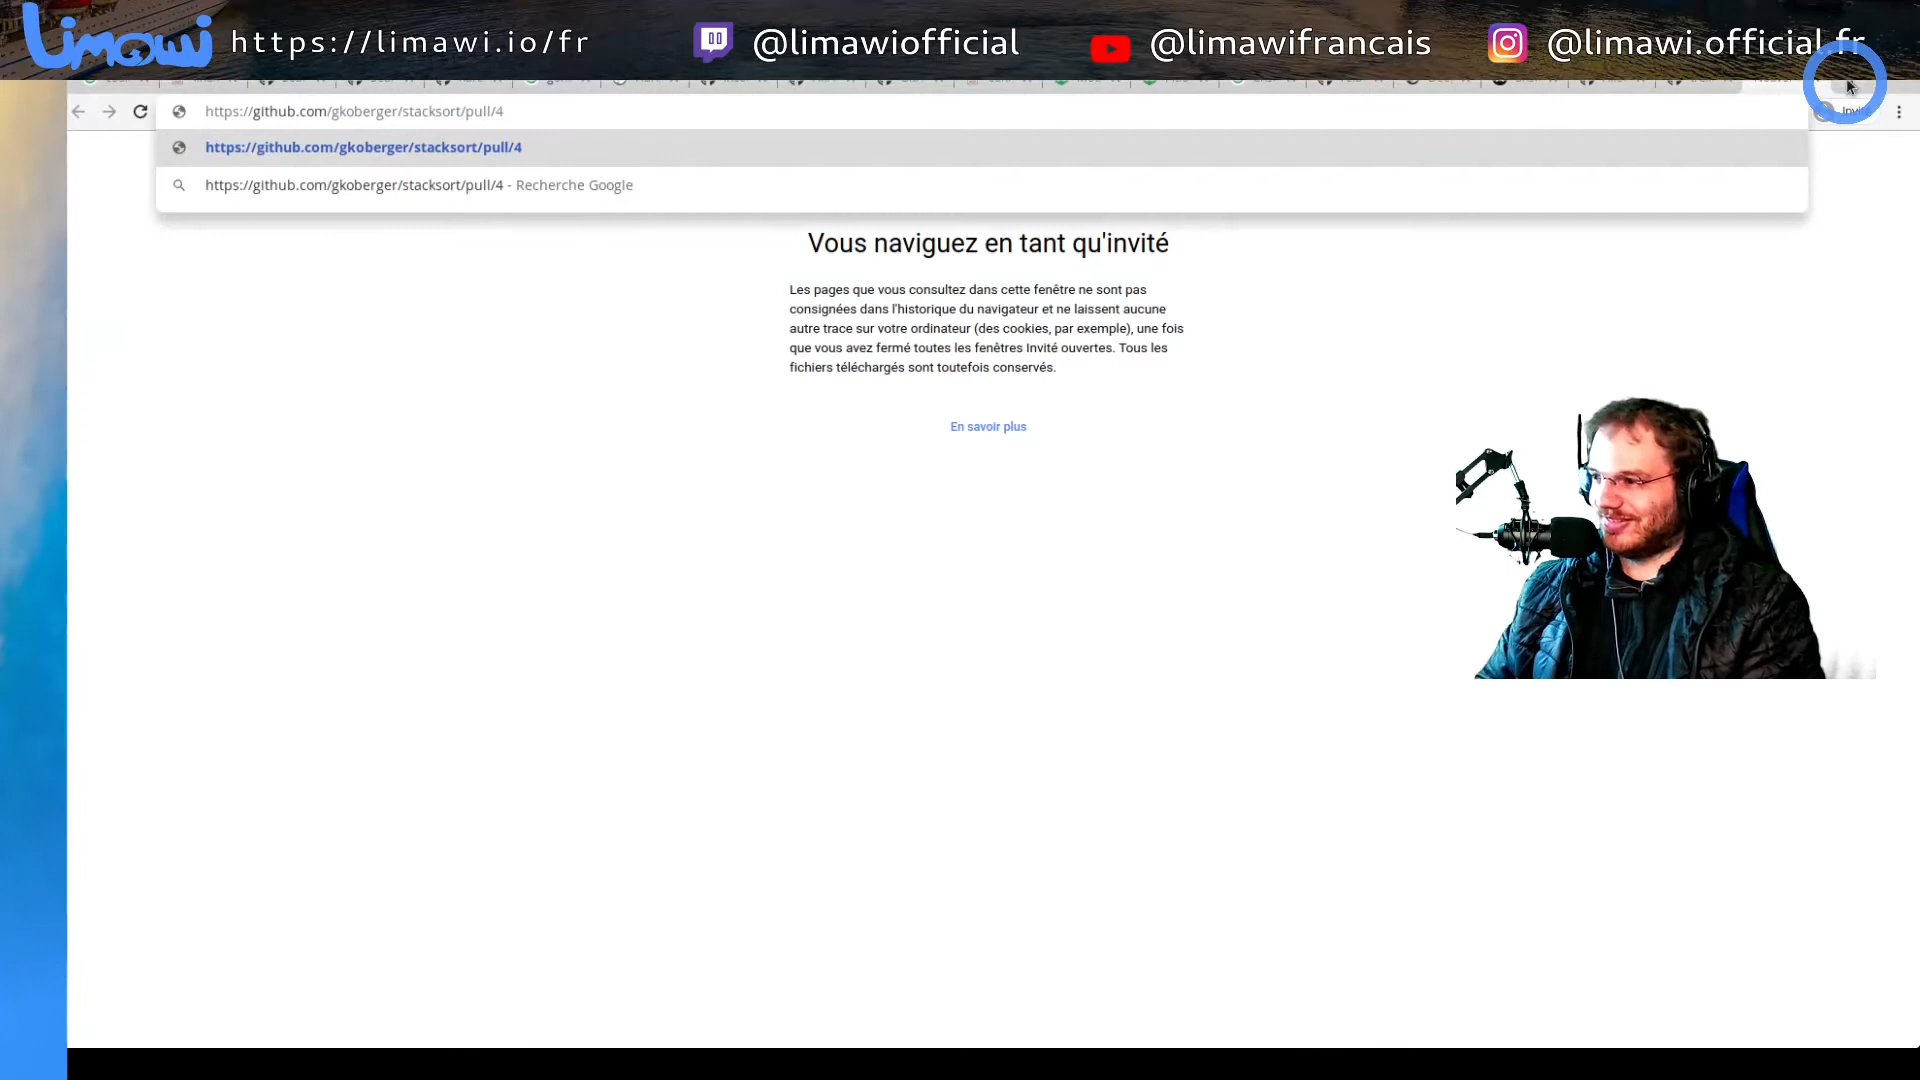 Limawi
https://limawi.io/fr
@limawiofficial
@limawifrancais
@limawi.official.fr
https://github.com/gkoberger/stacksort/pull/4
Invité
https://github.com/gkoberger/stacksort/pull/4
https://github.com/gkoberger/stacksort/pull/4 - Recherche Google
Vous naviguez en tant qu'invité
Les pages que vous consultez dans cette fenêtre ne sont pas
consignées dans l'historique du navigateur et ne laissent aucune
autre trace sur votre ordinateur (des cookies, par exemple), une fois
que vous avez fermé toutes les fenêtres Invité ouvertes. Tous les
fichiers téléchargés sont toutefois conservés.
En savoir plus